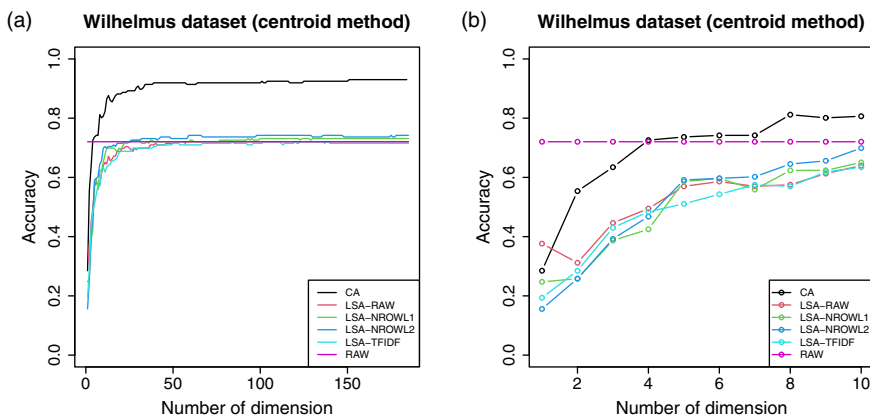 (a)
Wilhelmus dataset (centroid method)
Accuracy
1.0
0.8
0.6
0.4
0.2
0.0
0 50 100 150
Number of dimension
CA
LSA−RAW
LSA−NROWL1
LSA−NROWL2
LSA−TFIDF
RAW
(b)
Wilhelmus dataset (centroid method)
Accuracy
1.0
0.8
0.6
0.4
0.2
0.0
2 4 6 8 10
Number of dimension
CA
LSA−RAW
LSA−NROWL1
LSA−NROWL2
LSA−TFIDF
RAW